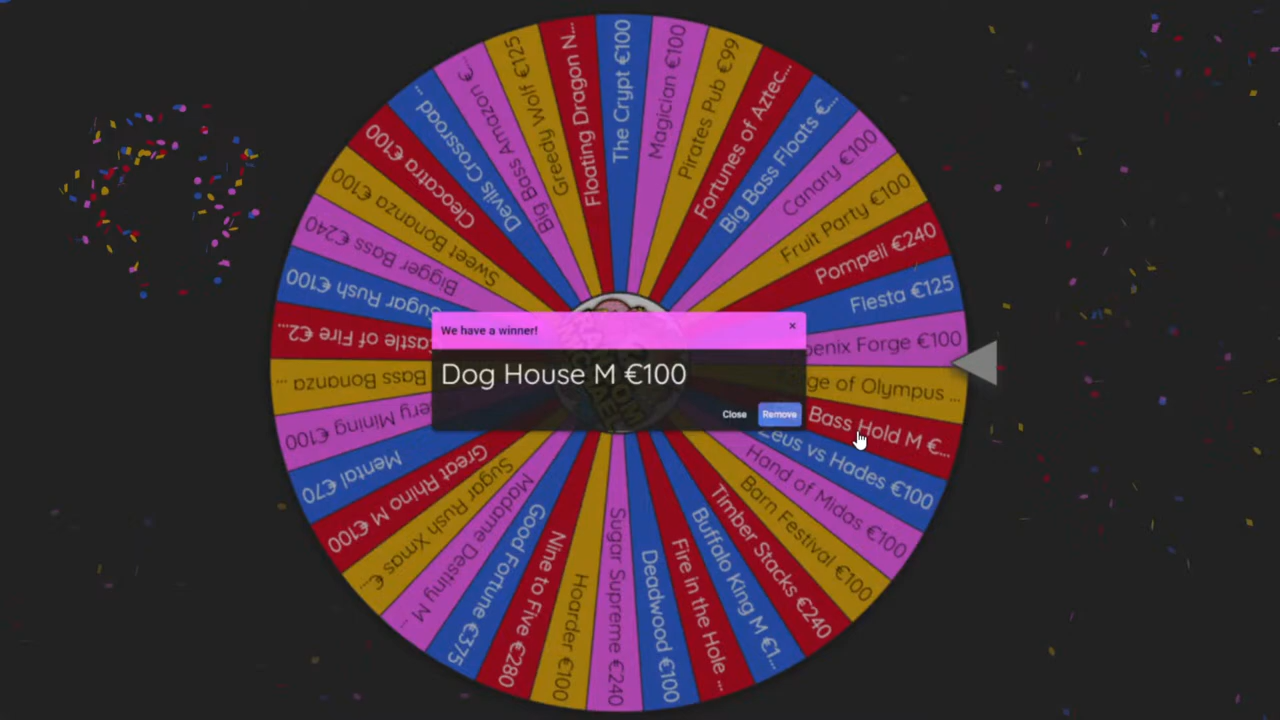 We have a winner!
×
Dog House M €100
Close
Remove
The Crypt €100
Magician €100
Pirates Pub €99
Fortunes of Aztec...
Big Bass Floats €...
Canary €100
Fruit Party €100
Pompeii €240
Fiesta €125
Forge €100
of Olympus ...
Bass Hold M €...
Zeus vs Hades €100
Hand of Midas €100
Barn Festival €100
Timber Stacks €240
Buffalo King M €1...
Fire in the Hole ...
Deadwood €100
Sugar Supreme €240
Hoarder €100
Nine to Five €280
Good Fortune €375
Madame Destiny M ...
Sugar Rush Xmas €...
Great Rhino M €100
Mental €70
Mining €100
Bass Bonanza ...
Castle of Fire €2...
Sugar Rush €100
Bigger Bass €240
Sweet Bonanza €100
Cleocatra €100
Devils Crossroad ...
Big Bass Amazon €...
Greedy Wolf €125
Floating Dragon N...